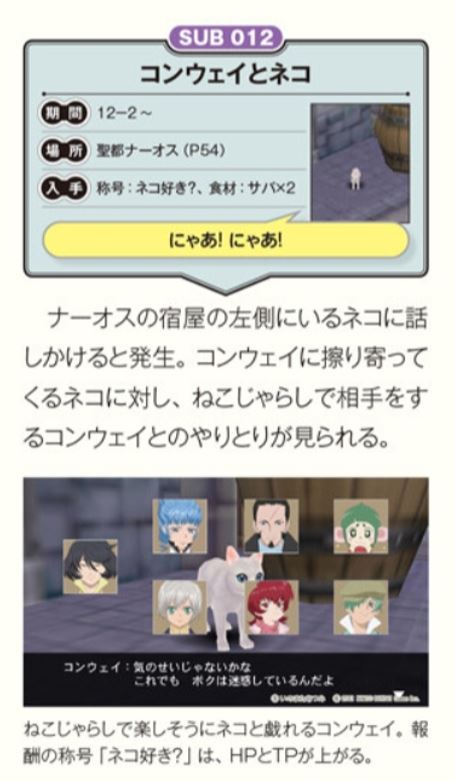 SUB 012
コンウェイとネコ
期間 12−2〜
場所 聖都ナーオス（P54）
入手 称号：ネコ好き?、食材：サバ×2
にゃあ! にゃあ!
ナーオスの宿屋の左側にいるネコに話
しかけると発生。コンウェイに擦り寄って
くるネコに対し、ねこじゃらしで相手をす
るコンウェイとのやりとりが見られる。
コンウェイ：気のせいじゃないかな
これでも　ボクは迷惑しているんだよ
ねこじゃらしで楽しそうにネコと戯れるコンウェイ。報
酬の称号「ネコ好き?」は、HPとTPが上がる。